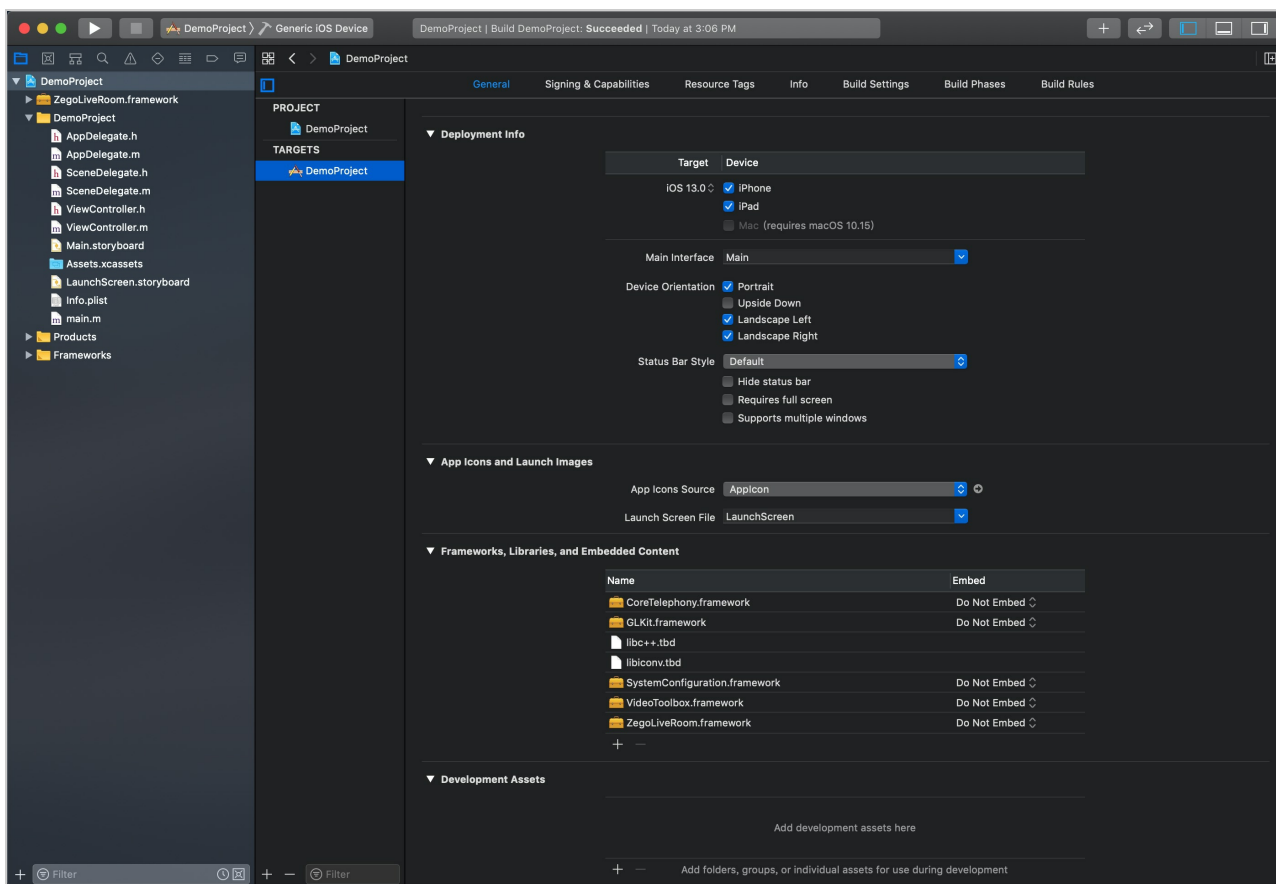 DemoProject Generic iOS Device
DemoProject | Build DemoProject: Succeeded | Today at 3:06 PM
DemoProject
DemoProject
ZegoLiveRoom.framework
DemoProject
AppDelegate.h
AppDelegate.m
SceneDelegate.h
SceneDelegate.m
ViewController.h
ViewController.m
Main.storyboard
Assets.xcassets
LaunchScreen.storyboard
Info.plist
main.m
Products
Frameworks
Filter
PROJECT
DemoProject
TARGETS
DemoProject
Filter
General Signing & Capabilities Resource Tags Info Build Settings Build Phases Build Rules
Deployment Info
Target Device
iOS 13.0 iPhone
iPad
Mac (requires macOS 10.15)
Main Interface Main
Device Orientation Portrait
Upside Down
Landscape Left
Landscape Right
Status Bar Style Default
Hide status bar
Requires full screen
Supports multiple windows
App Icons and Launch Images
App Icons Source AppIcon
Launch Screen File LaunchScreen
Frameworks, Libraries, and Embedded Content
Name Embed
CoreTelephony.framework Do Not Embed
GLKit.framework Do Not Embed
libc++.tbd
libiconv.tbd
SystemConfiguration.framework Do Not Embed
VideoToolbox.framework Do Not Embed
ZegoLiveRoom.framework Do Not Embed
Development Assets
Add development assets here
Add folders, groups, or individual assets for use during development